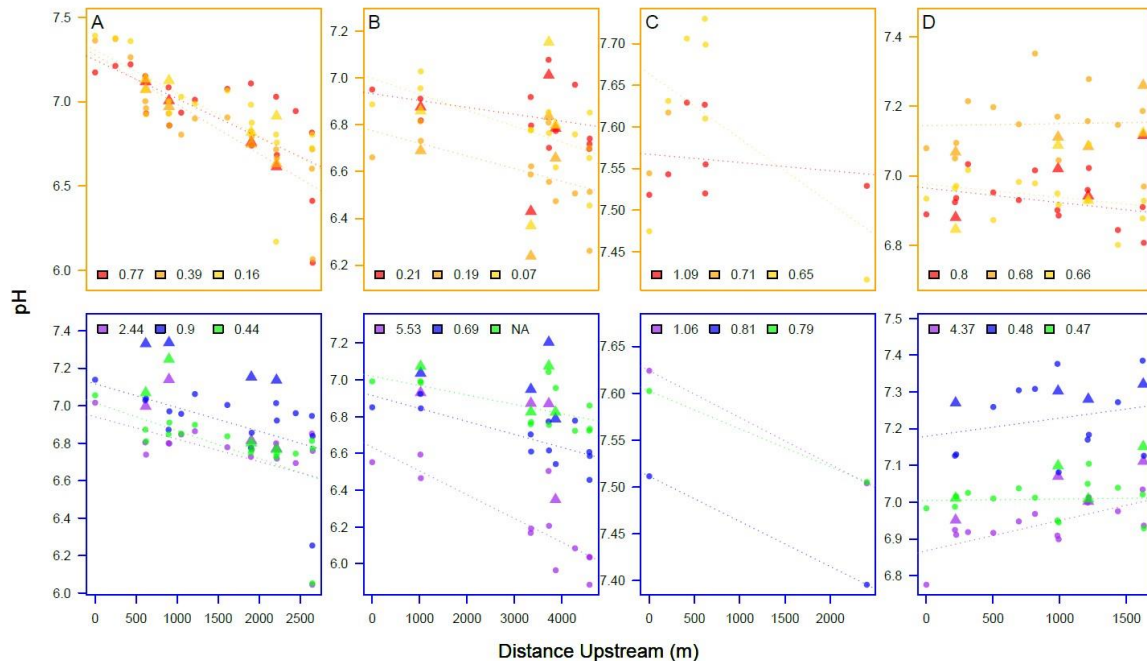 A
7.5
7.0
6.5
6.0
0.77 0.39 0.16
B
7.2
7.0
6.8
6.6
6.4
6.2
0.21 0.19 0.07
C
7.70
7.65
7.60
7.55
7.50
7.45
1.09 0.71 0.65
D
7.4
7.2
7.0
6.8
0.8 0.68 0.66
pH
2.44 0.9 0.44
7.4
7.2
7.0
6.8
6.6
6.4
6.2
6.0
0 500 1000 1500 2000 2500
5.53 0.69 NA
7.2
7.0
6.8
6.6
6.4
6.2
6.0
0 1000 2000 3000 4000
1.06 0.81 0.79
7.65
7.60
7.55
7.50
7.45
7.40
0 500 1000 1500 2000
4.37 0.48 0.47
7.5
7.4
7.3
7.2
7.1
7.0
6.9
6.8
0 500 1000 1500
Distance Upstream (m)